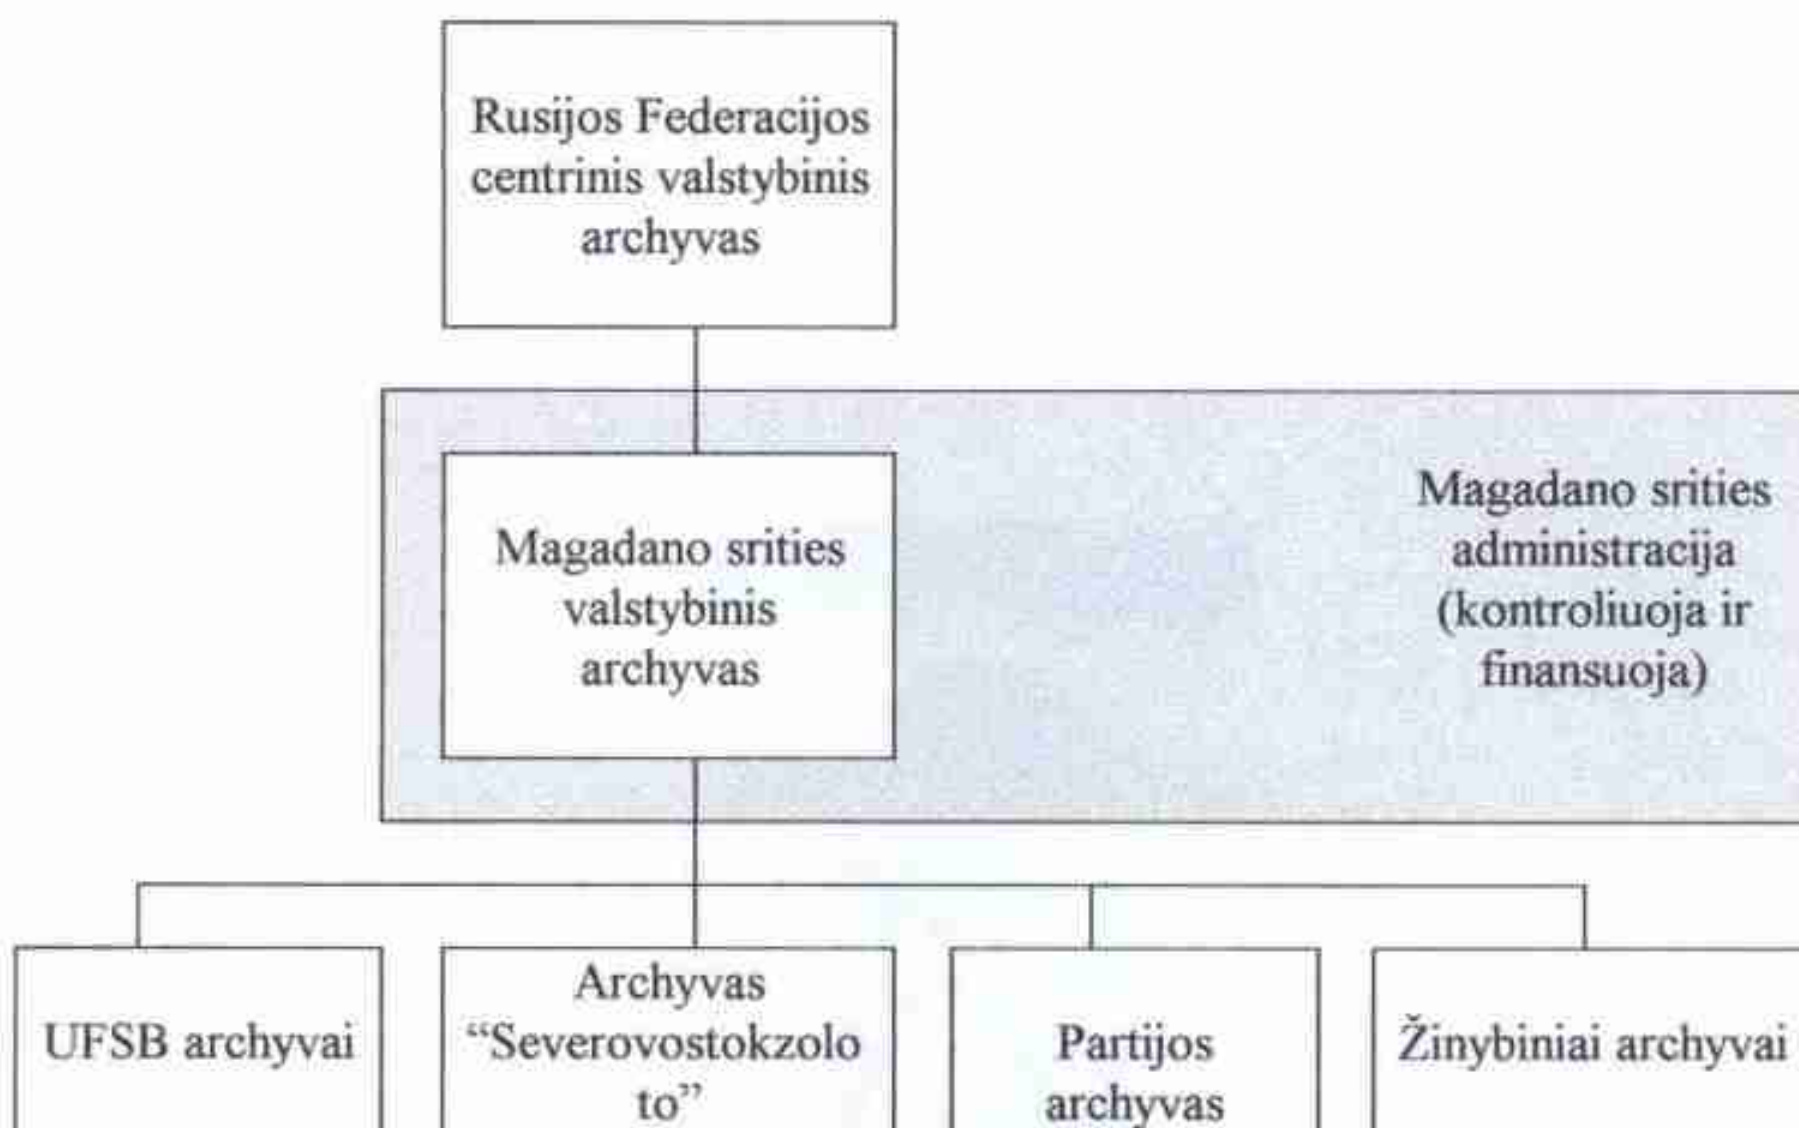 Rusijos Federacijos
centrinis valstybinis
archyvas
Magadano srities
valstybinis
archyvas
Magadano srities
administracija
(kontroliuoja ir
finansuoja)
UFSB archyvai
Archyvas
“Severovostokzolo
to”
Partijos
archyvas
Žinybiniai archyvai